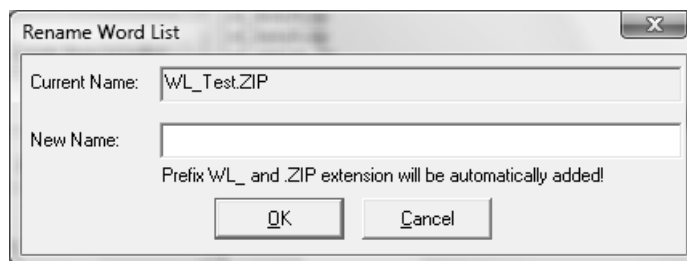 Rename Word List
Current Name: WL_Test.ZIP
New Name:
Prefix WL_ and .ZIP extension will be automatically added!
OK Cancel